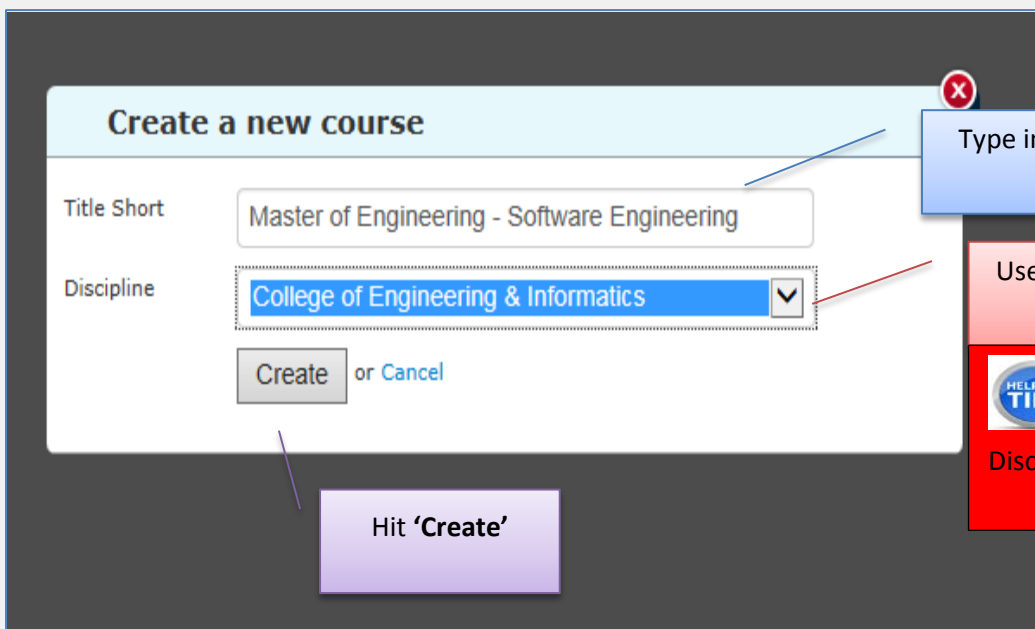 X
Create a new course
Type
Title Short
Master of Engineering - Software Engineering
Use
Discipline
College of Engineering & Informatics
Create or Cancel
Hit ‘Create’